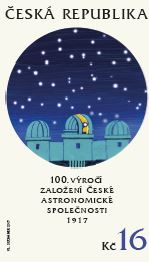 ČESKÁ REPUBLIKA
100. VÝROČÍ
ZALOŽENÍ ČESKÉ
ASTRONOMICKÉ
SPOLEČNOSTI
1917
Kč 16